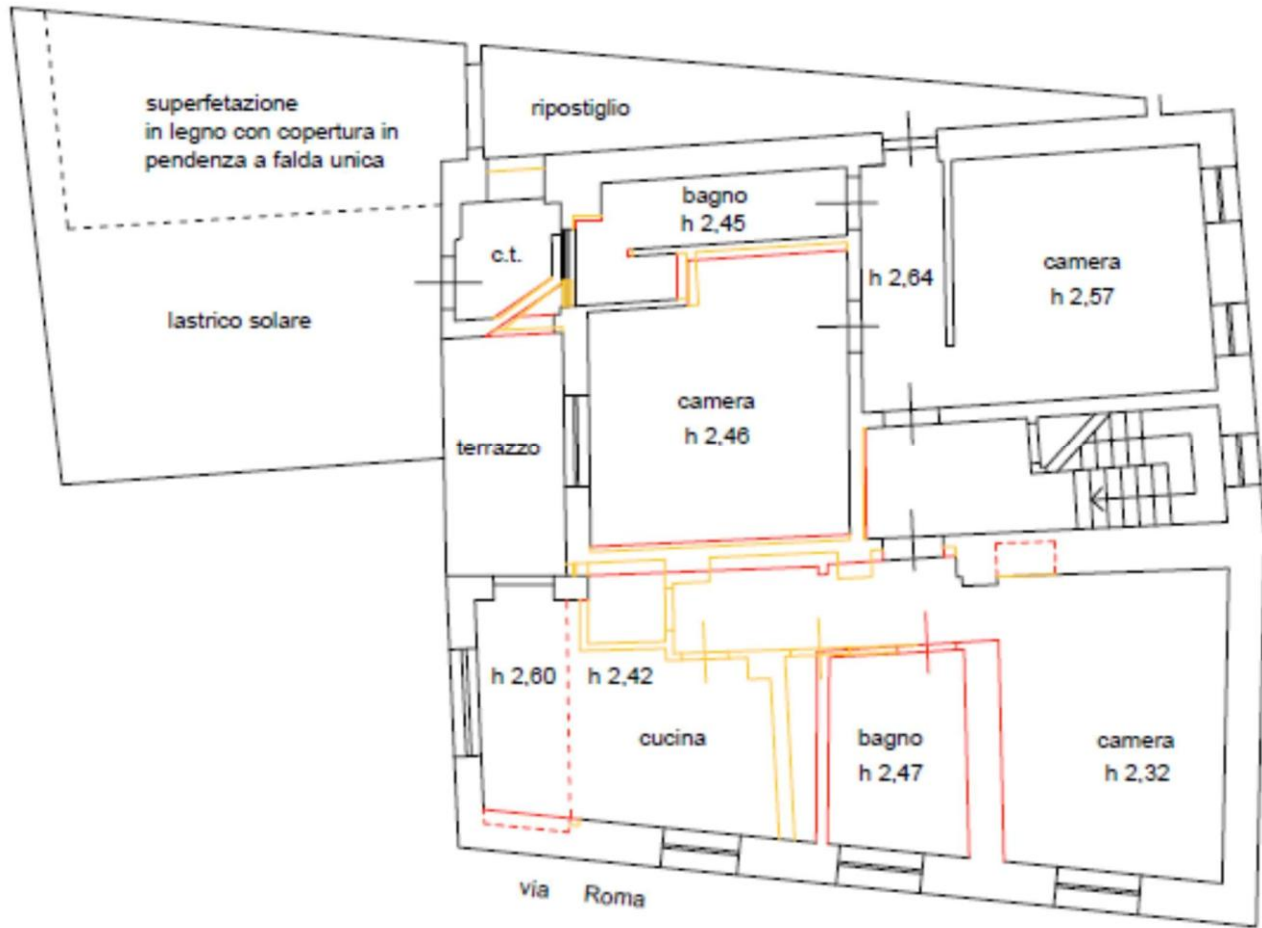 superfetazione
in legno con copertura in
pendenza a falda unica
ripostiglio
bagno
h 2,45
c.t.
h 2,64
camera
h 2,57
lastrico solare
camera
h 2,46
terrazzo
h 2,60
h 2,42
cucina
bagno
h 2,47
camera
h 2,32
via Roma